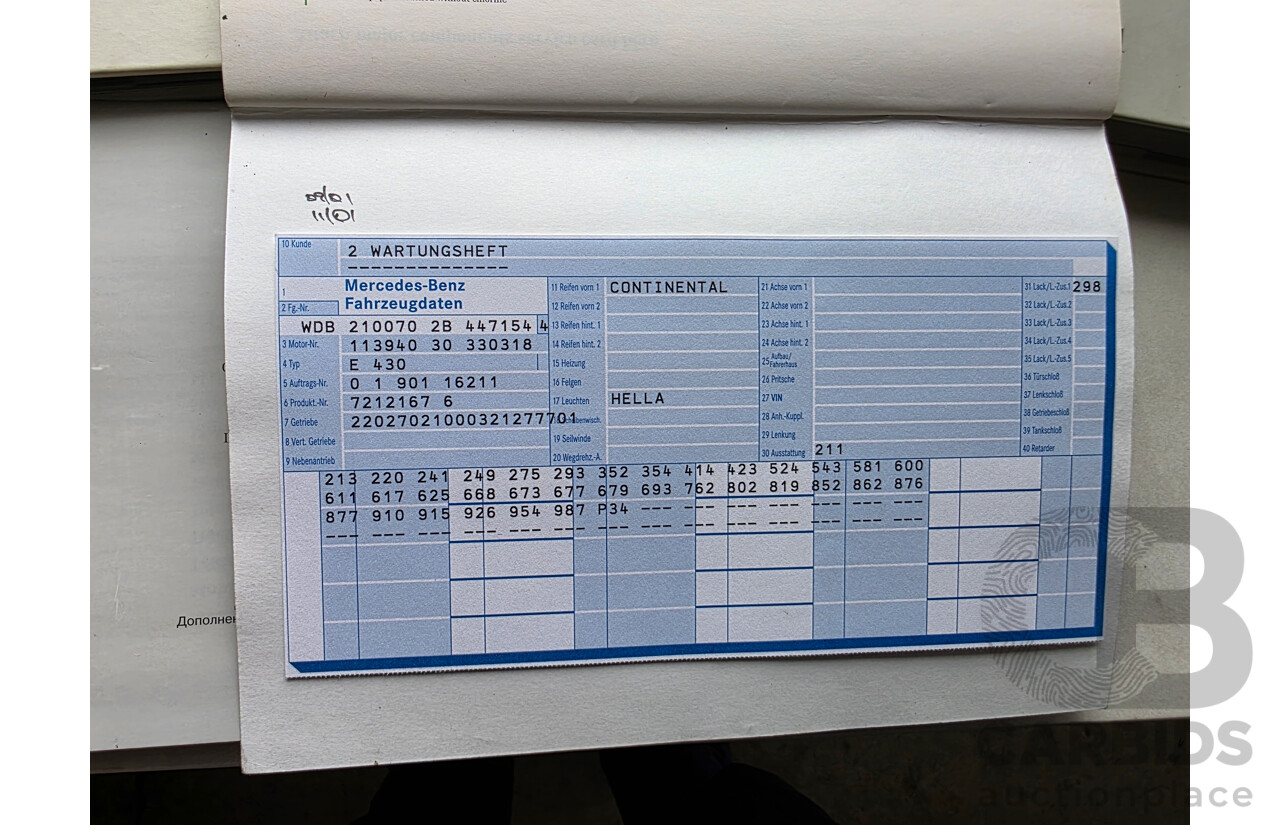 without chlorine
09/01
11/01
10 Kunde
2 WARTUNGSHEFT
--------------
1
Mercedes-Benz
Fahrzeugdaten
2 Fg.-Nr.
WDB 210070 2B 447154 4
3 Motor-Nr. 113940 30 330318
4 Typ E 430
5 Auftrags-Nr. 0 1 901 16211
6 Produkt.-Nr. 7212167 6
7 Getriebe 22027021000321277701
8 Vert. Getriebe
9 Nebenantrieb
11 Reifen vorn 1 CONTINENTAL
12 Reifen vorn 2
13 Reifen hint. 1
14 Reifen hint. 2
15 Heizung
16 Felgen
17 Leuchten HELLA
19 Seilwinde
20 Wegdrehz.-A.
21 Achse vorn 1
22 Achse vorn 2
23 Achse hint. 1
24 Achse hint. 2
25 Aufbau/Fahrerhaus
26 Pritsche
27 VIN
28 Anh.-Kuppl.
29 Lenkung
30 Ausstattung 211
31 Lack/L.-Zus.1 298
32 Lack/L.-Zus.2
33 Lack/L.-Zus.3
34 Lack/L.-Zus.4
35 Lack/L.-Zus.5
36 Türschloß
37 Lenkschloß
38 Getriebeschloß
39 Tankschloß
40 Retarder
213 220 241 249 275 293 352 354 414 423 524 543 581 600
611 617 625 668 673 677 679 693 762 802 819 852 862 876
877 910 915 926 954 987 P34 --- --- --- --- --- --- ---
--- --- --- --- --- --- --- --- --- --- --- --- --- ---
CARBIDS
auctionplace